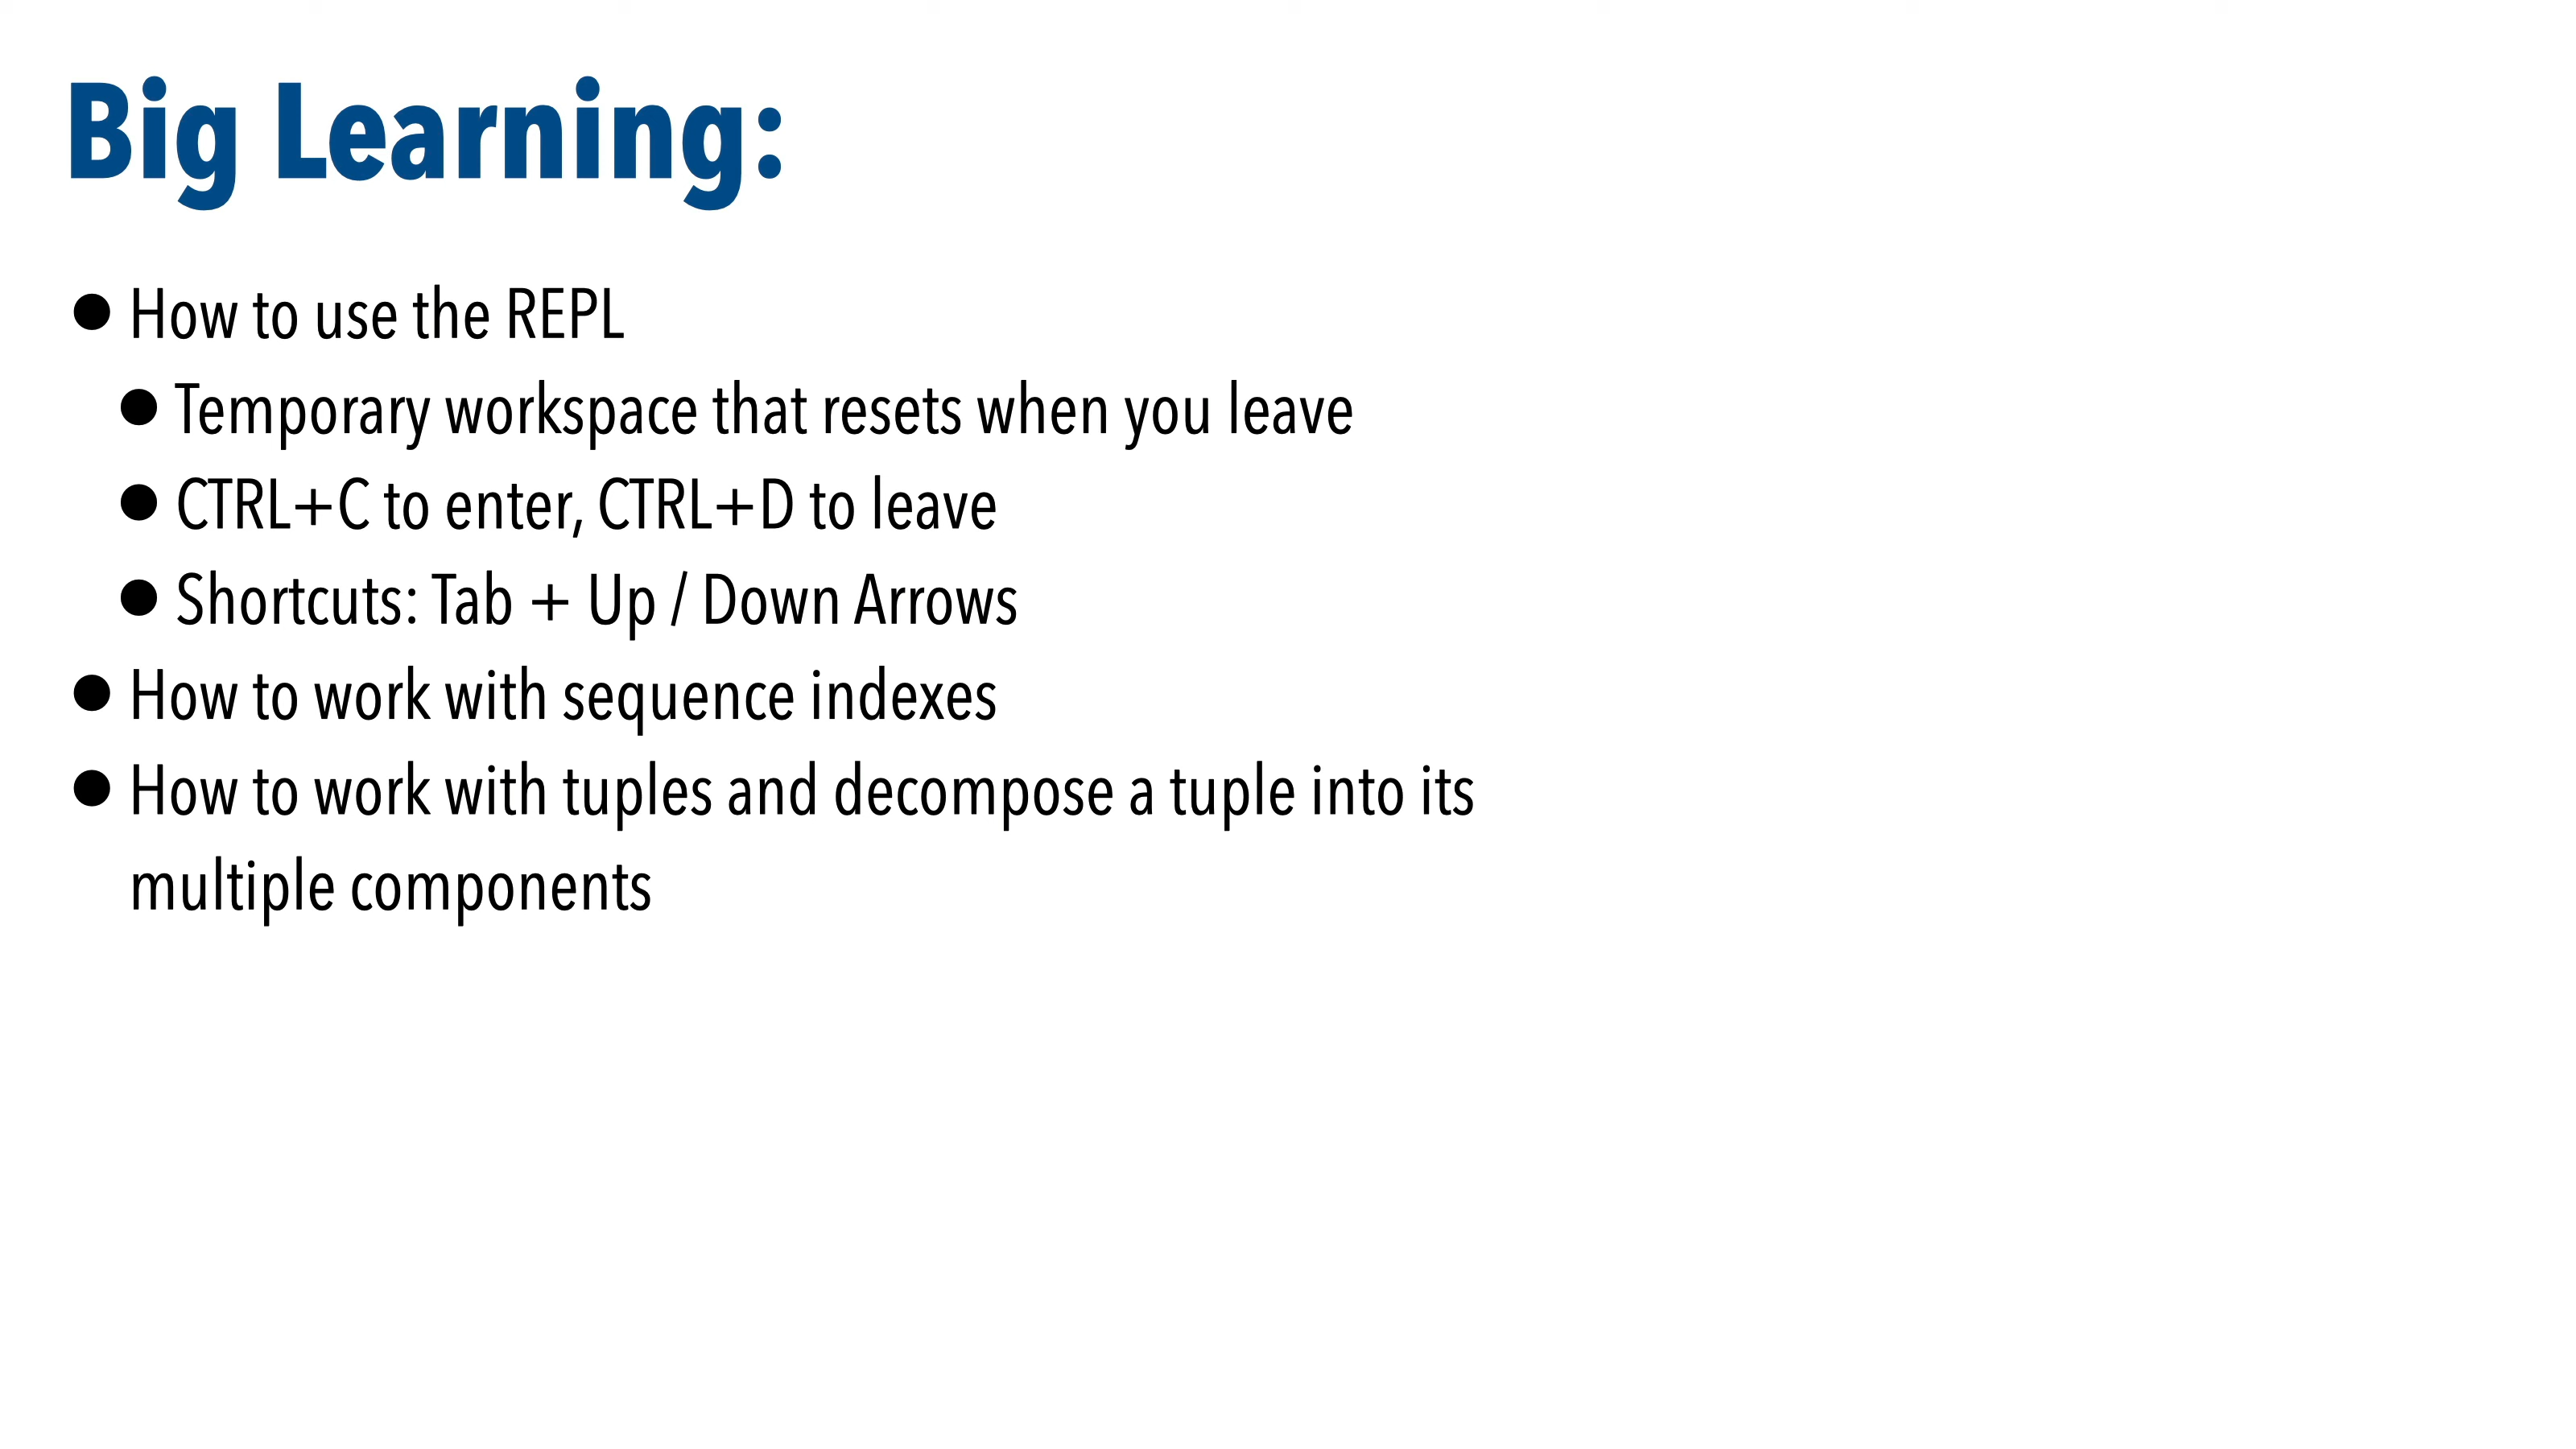 Big Learning:
● How to use the REPL
● Temporary workspace that resets when you leave
● CTRL+C to enter, CTRL+D to leave
● Shortcuts: Tab + Up / Down Arrows
● How to work with sequence indexes
● How to work with tuples and decompose a tuple into its
multiple components